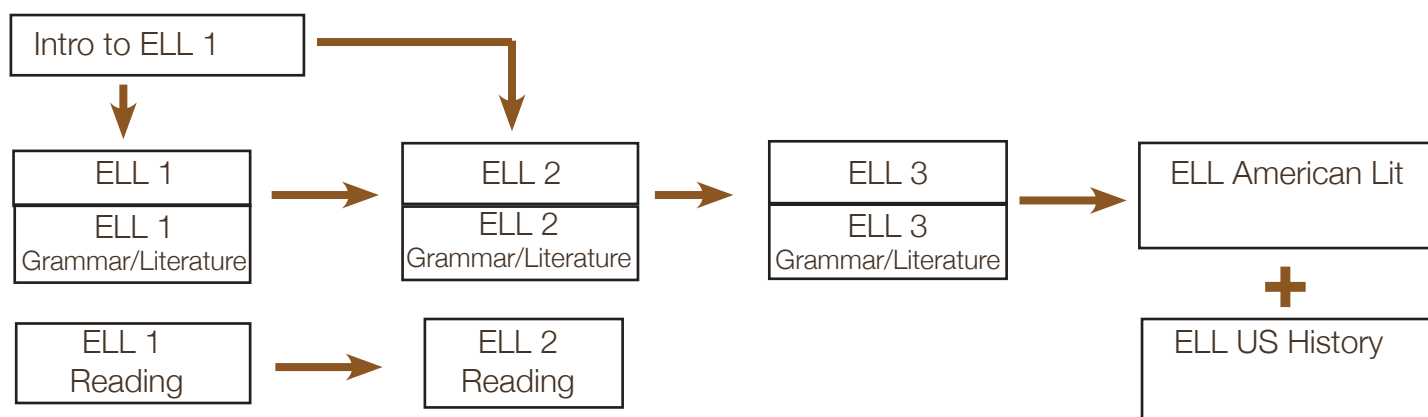 Intro to ELL 1
ELL 1
ELL 1
Grammar/Literature
ELL 2
ELL 2
Grammar/Literature
ELL 3
ELL 3
Grammar/Literature
ELL American Lit
+
ELL US History
ELL 1
Reading
ELL 2
Reading